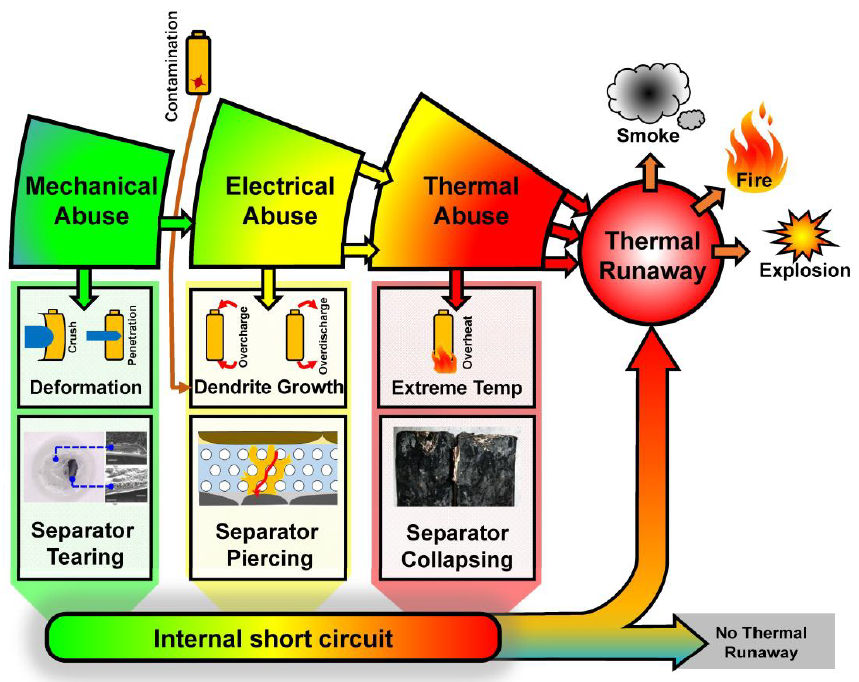 Contamination
Mechanical
Abuse
Electrical
Abuse
Thermal
Abuse
Thermal
Runaway
Smoke
Fire
Explosion
Crush
Penetration
Deformation
Overcharge
Overdischarge
Dendrite Growth
Overheat
Extreme Temp
Separator
Tearing
Separator
Piercing
Separator
Collapsing
Internal short circuit
No Thermal
Runaway